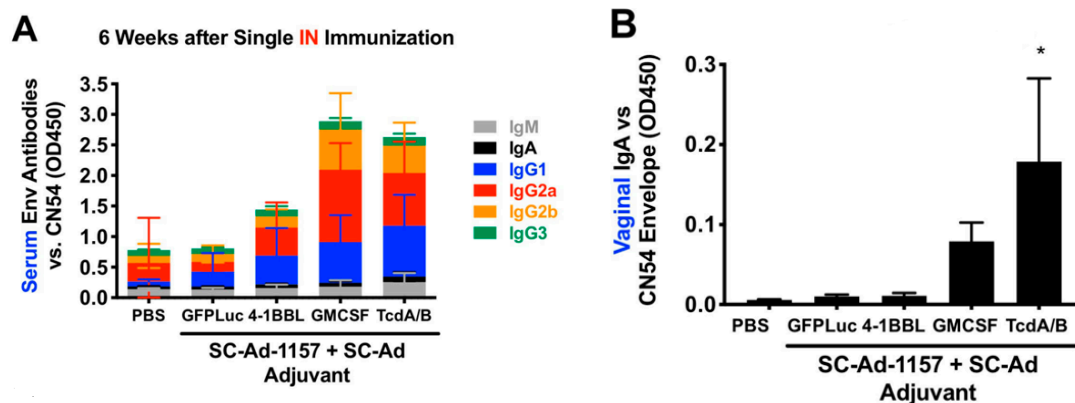 A
6 Weeks after Single IN Immunization
Serum Env Antibodies
vs. CN54 (OD450)
3.5
3.0
2.5
2.0
1.5
1.0
0.5
0.0
PBS GFPLuc 4-1BBL GMCSF TcdA/B
SC-Ad-1157 + SC-Ad
Adjuvant
IgM
IgA
IgG1
IgG2a
IgG2b
IgG3
B
Vaginal IgA vs
CN54 Envelope (OD450)
0.3
0.2
0.1
0.0
*
PBS GFPLuc 4-1BBL GMCSF TcdA/B
SC-Ad-1157 + SC-Ad
Adjuvant